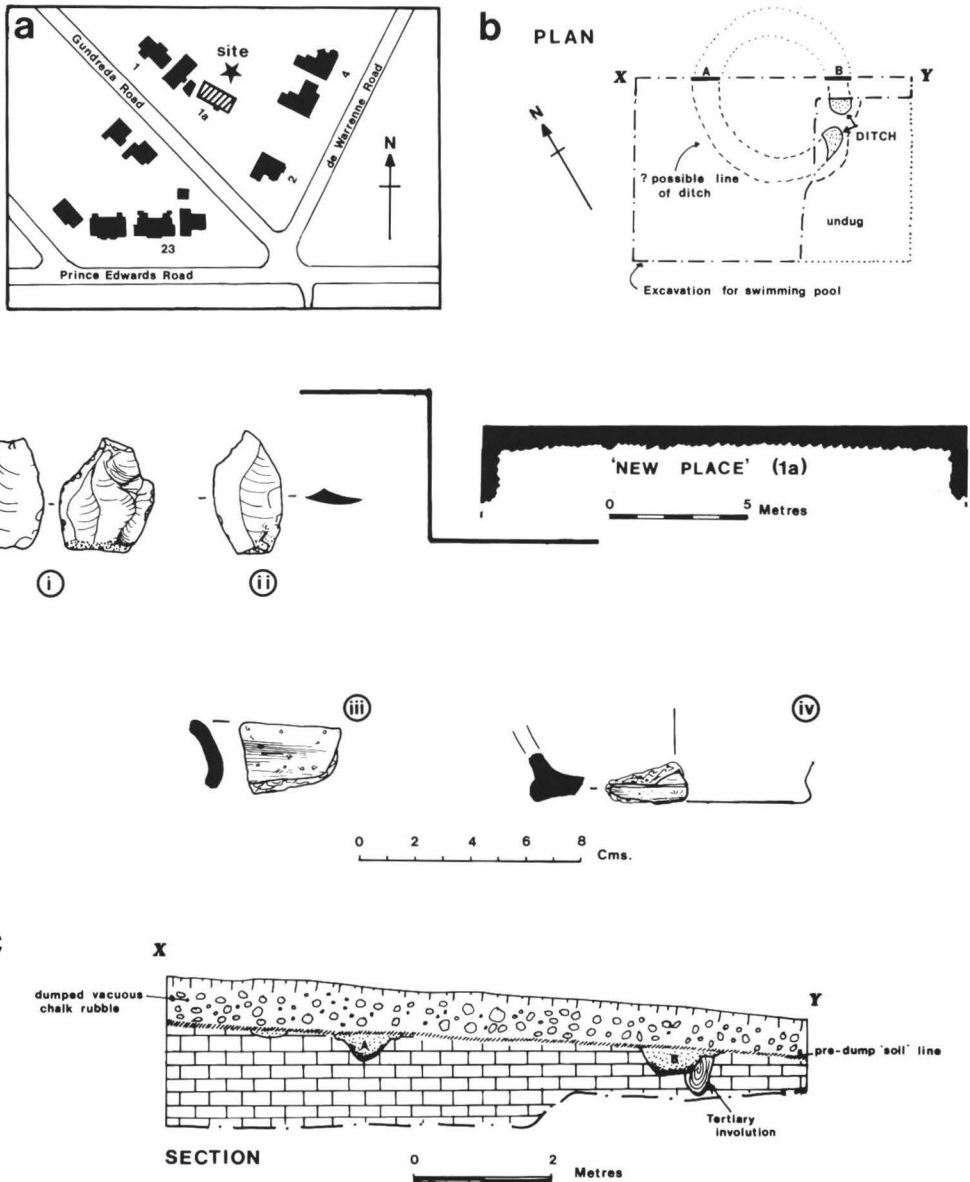 a
Gundreda Road
1
site
1a
4
de Warrenne Road
2
N
23
Prince Edwards Road
b PLAN
X A B Y
N
DITCH
? possible line
of ditch
undug
Excavation for swimming pool
'NEW PLACE' (1a)
0 5 Metres
i
ii
iii
iv
0 2 4 6 8 Cms.
X
dumped vacuous
chalk rubble
Y
A
B
pre-dump 'soil' line
Tertiary
involution
SECTION
0 2
Metres